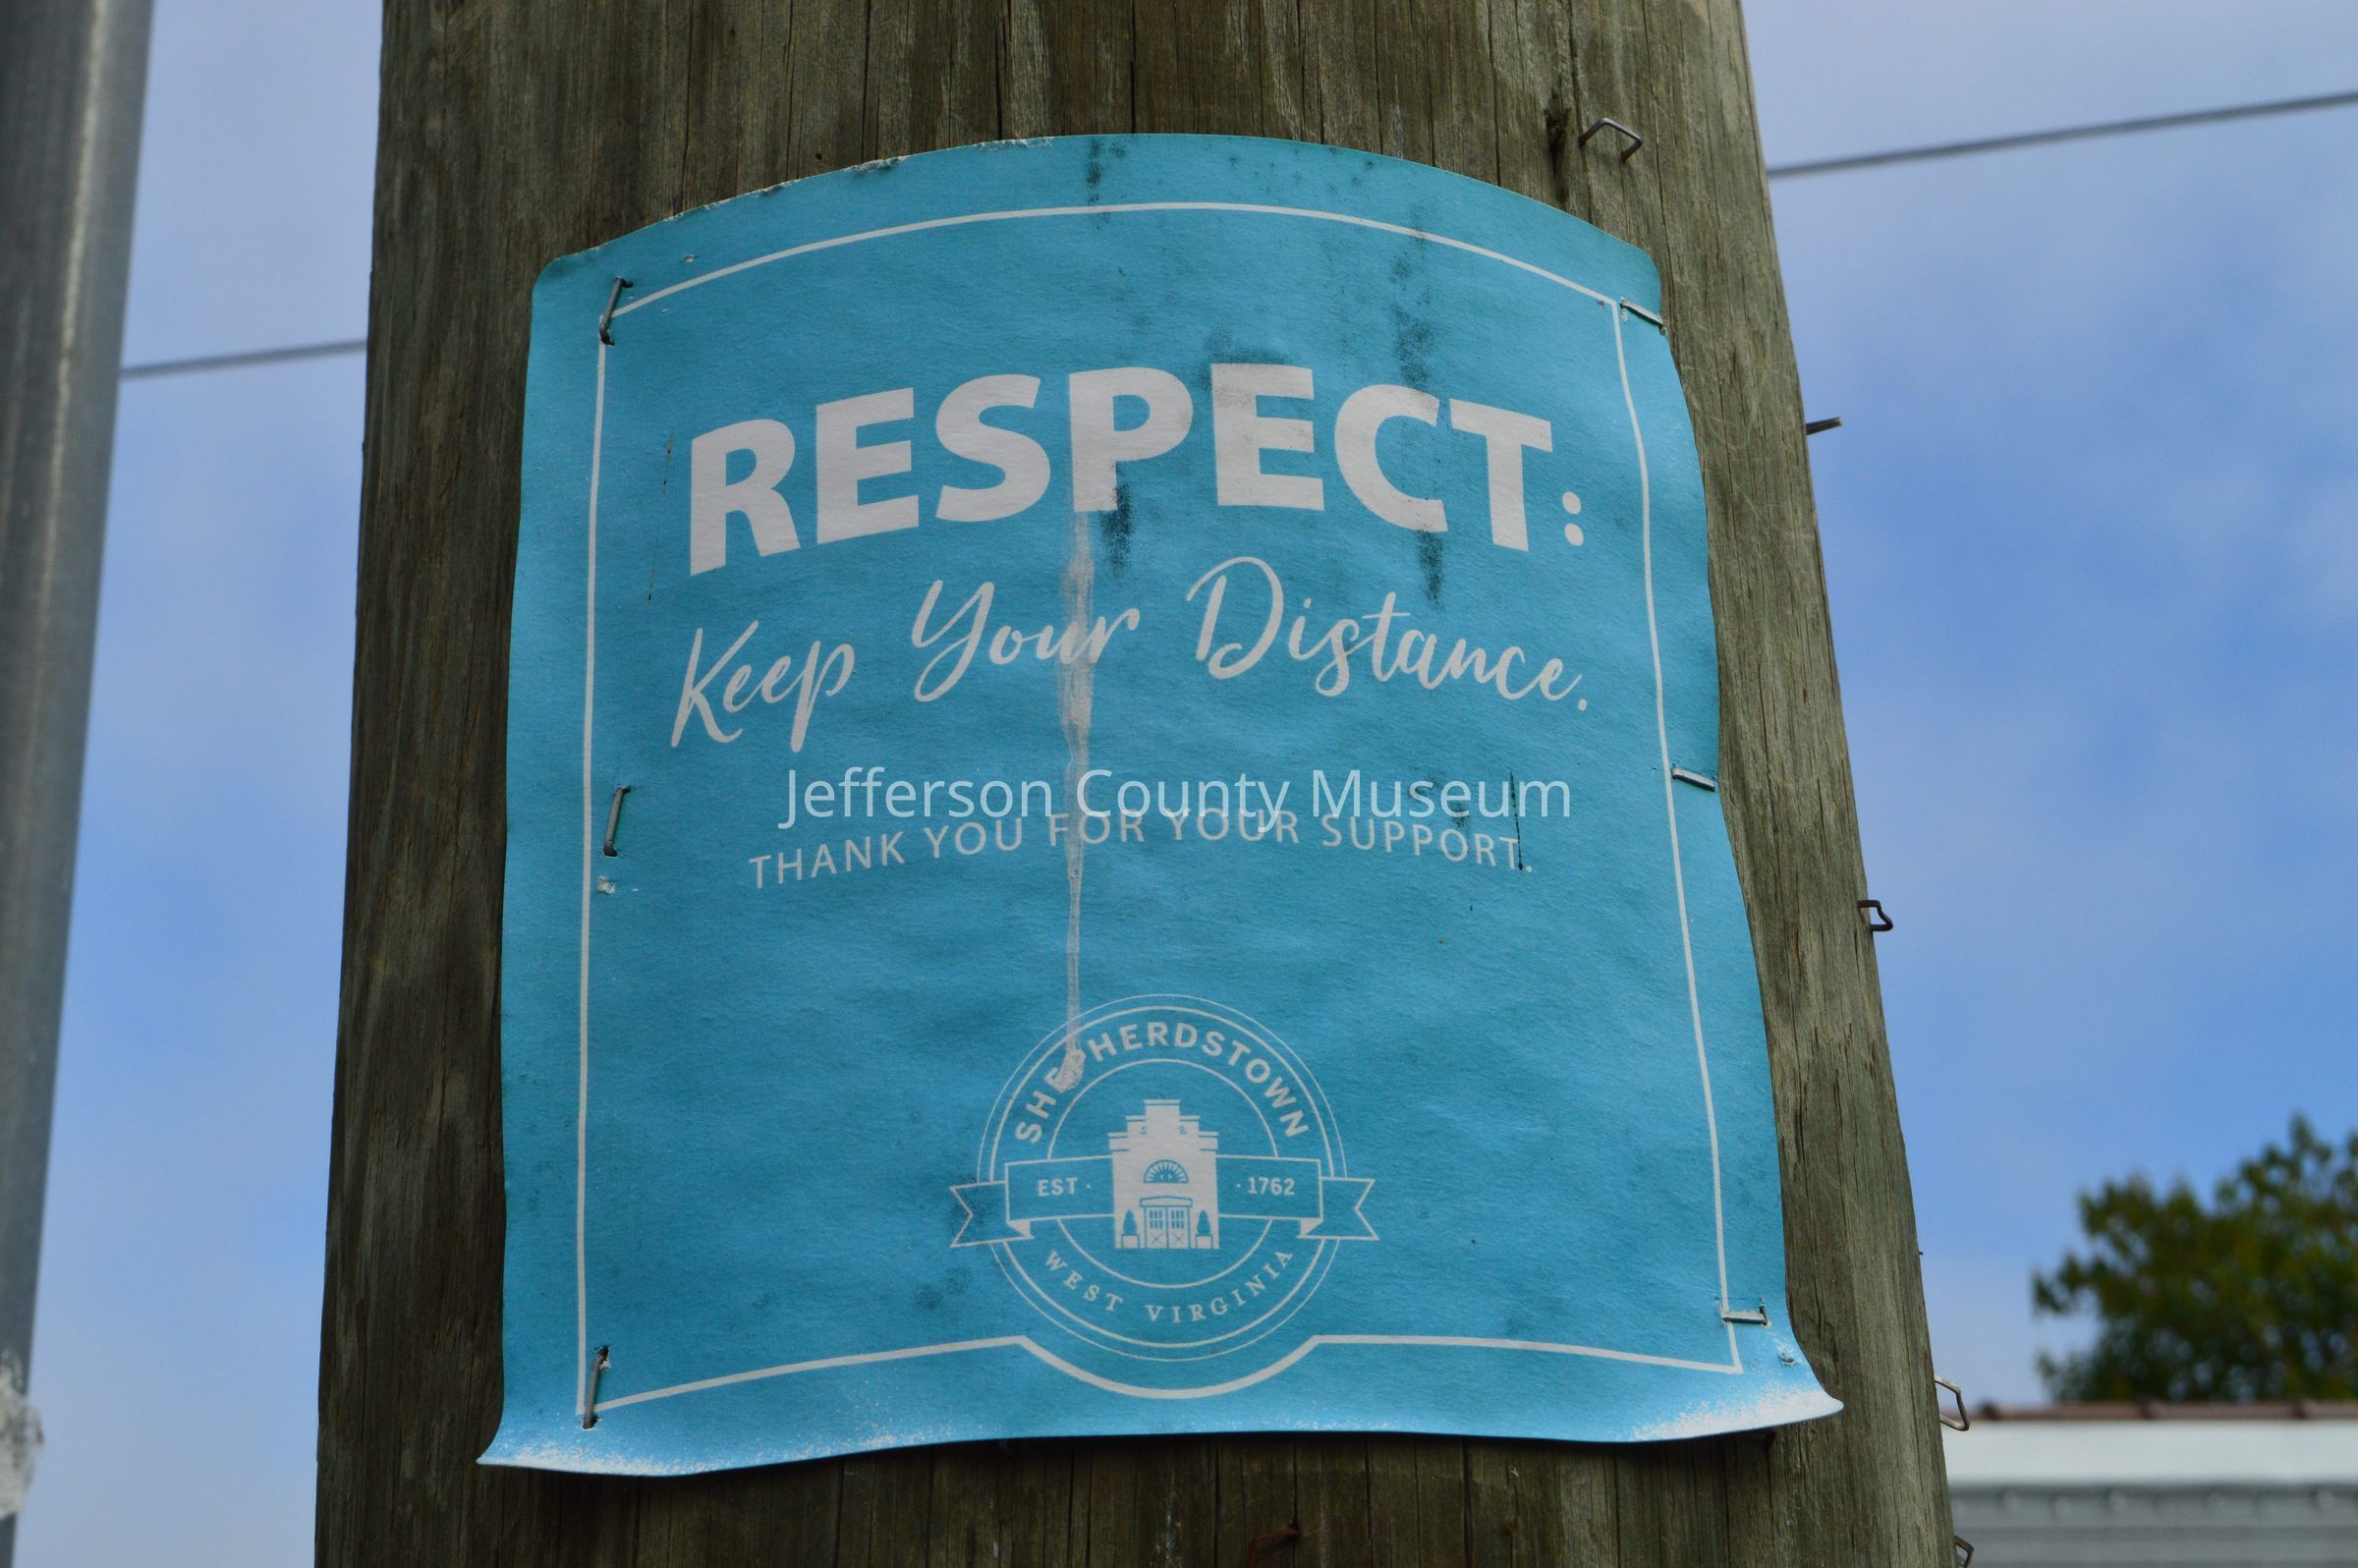 RESPECT:
Keep Your Distance.
Jefferson County Museum
THANK YOU FOR YOUR SUPPORT.
SHEPHERDSTOWN
EST · · 1762
WEST VIRGINIA